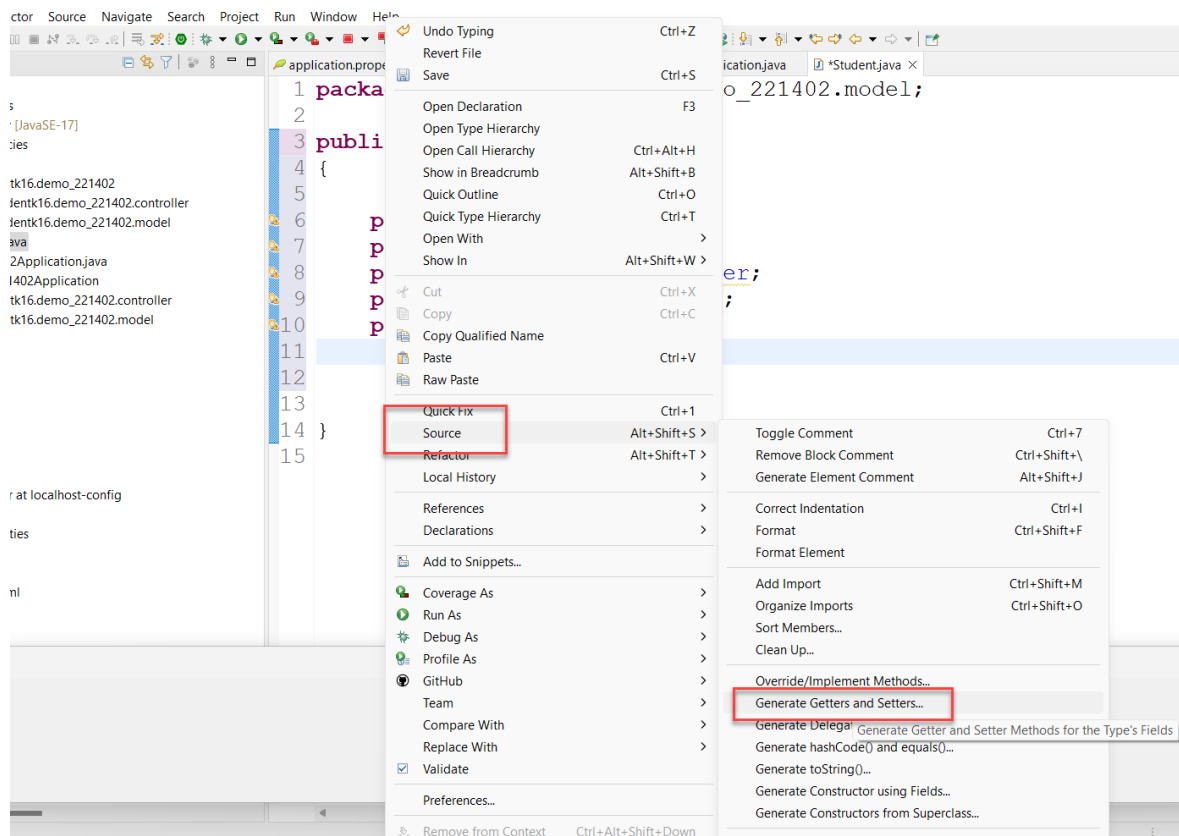 ctor Source Navigate Search Project Run Window Help
application.prope
ication.java
*Student.java
s
[JavaSE-17]
cies
tk16.demo_221402
dentk16.demo_221402.controller
dentk16.demo_221402.model
ava
2Application.java
1402Application
tk16.demo_221402.controller
tk16.demo_221402.model
r at localhost-config
ties
ml
1 packa o_221402.model;
2
3 publi
4 {
5
6 p
7 p
8 p er;
9 p ;
10 p
11
12
13
14 }
15
Undo Typing Ctrl+Z
Revert File
Save Ctrl+S
Open Declaration F3
Open Type Hierarchy
Open Call Hierarchy Ctrl+Alt+H
Show in Breadcrumb Alt+Shift+B
Quick Outline Ctrl+O
Quick Type Hierarchy Ctrl+T
Open With
Show In Alt+Shift+W
Cut Ctrl+X
Copy Ctrl+C
Copy Qualified Name
Paste Ctrl+V
Raw Paste
Quick Fix Ctrl+1
Source Alt+Shift+S
Refactor Alt+Shift+T
Local History
References
Declarations
Add to Snippets...
Coverage As
Run As
Debug As
Profile As
GitHub
Team
Compare With
Replace With
Validate
Preferences...
Remove from Context Ctrl+Alt+Shift+Down
Toggle Comment Ctrl+7
Remove Block Comment Ctrl+Shift+\
Generate Element Comment Alt+Shift+J
Correct Indentation Ctrl+I
Format Ctrl+Shift+F
Format Element
Add Import Ctrl+Shift+M
Organize Imports Ctrl+Shift+O
Sort Members...
Clean Up...
Override/Implement Methods...
Generate Getters and Setters...
Generate Delega
Generate Getter and Setter Methods for the Type's Fields
Generate hashCode() and equals()...
Generate toString()...
Generate Constructor using Fields...
Generate Constructors from Superclass...